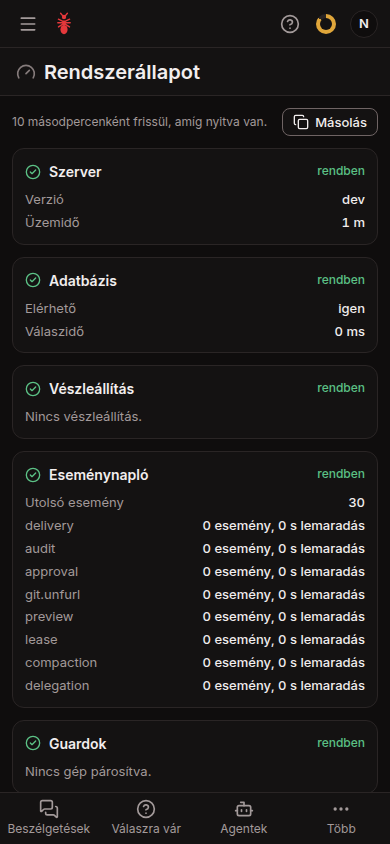 N
Rendszerállapot
10 másodpercenként frissül, amíg nyitva van.
Másolás
Szerver rendben
Verzió dev
Üzemidő 1 m
Adatbázis rendben
Elérhető igen
Válaszidő 0 ms
Vészleállítás rendben
Nincs vészleállítás.
Eseménynapló rendben
Utolsó esemény 30
delivery 0 esemény, 0 s lemaradás
audit 0 esemény, 0 s lemaradás
approval 0 esemény, 0 s lemaradás
git.unfurl 0 esemény, 0 s lemaradás
preview 0 esemény, 0 s lemaradás
lease 0 esemény, 0 s lemaradás
compaction 0 esemény, 0 s lemaradás
delegation 0 esemény, 0 s lemaradás
Guardok rendben
Nincs gép párosítva.
Beszélgetések Válaszra vár Agentek Több